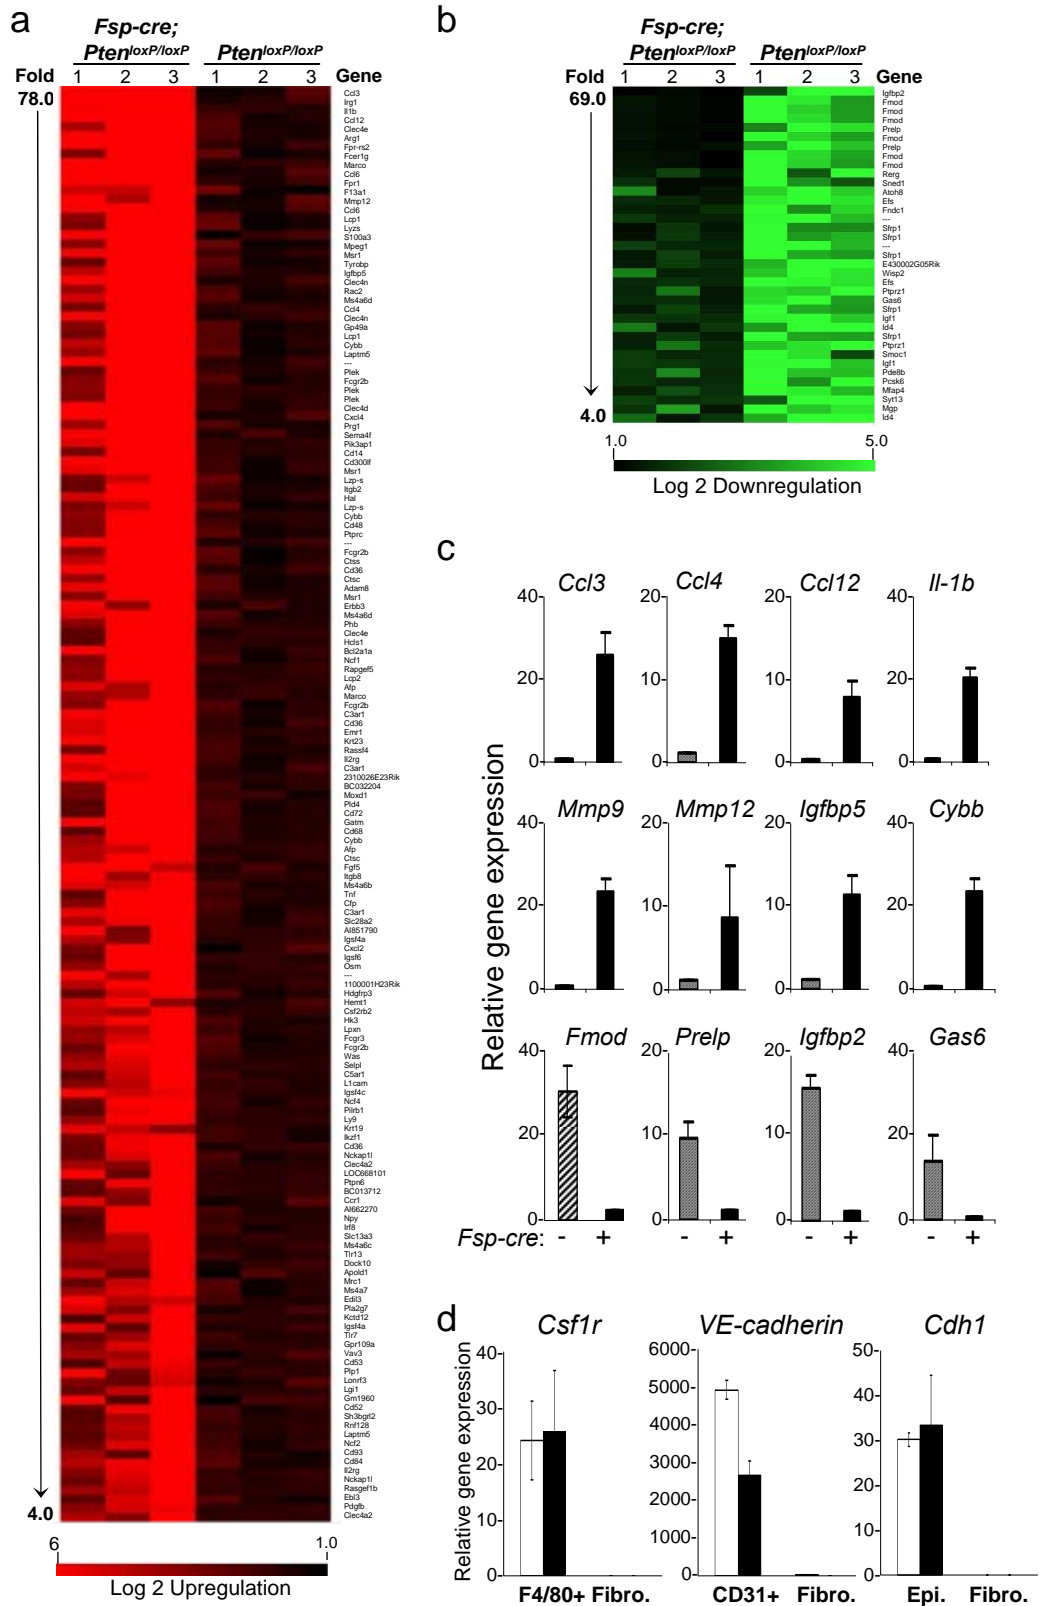 a
Fsp-cre;
Pten loxP/loxP Pten loxP/loxP
1 2 3 1 2 3
Fold Gene
78.0
Ccl3
Irg1
Il1b
Ccl12
Clec4e
Arg1
Fpr-rs2
Fcer1g
Marco
Ccl6
Fpr1
F13a1
Mmp12
Ccl6
Lcp1
Lyzs
S100a3
Mpeg1
Msr1
Tyrobp
Igfbp5
Clec4n
Rac2
Ms4a6d
Ccl4
Clec4n
Gp49a
Lcp1
Cybb
Laptm5
---
Plek
Fcgr2b
Plek
Plek
Clec4d
Cxcl4
Prg1
Sema4f
Pik3ap1
Cd14
Cd300lf
Msr1
Lzp-s
Itgb2
Hal
Lzp-s
Cybb
Cd48
Ptprc
---
Fcgr2b
Ctss
Cd36
Ctsc
Adam8
Msr1
Erbb3
Ms4a6d
Phb
Clec4e
Hcls1
Bcl2a1a
Ncf1
Rapgef5
Lcp2
Afp
Marco
Fcgr2b
C3ar1
Cd36
Emr1
Krt23
Rassf4
Il2rg
C3ar1
2310026E23Rik
BC032204
Moxd1
Pld4
Cd72
Gatm
Cd68
Cybb
Afp
Ctsc
Fgf5
Itgb8
Ms4a6b
Tnf
Cfp
C3ar1
Slc28a2
AI851790
Igsf4a
Cxcl2
Igsf6
Osm
---
1100001H23Rik
Hdgfrp3
Hemt1
Csf2rb2
Hk3
Lpxn
Fcgr3
Fcgr2b
Was
Selpl
C5ar1
L1cam
Igsf4c
Ncf4
Pilrb1
Ly9
Krt19
Ikzf1
Cd36
Nckap1l
Clec4a2
LOC668101
Ptpn6
BC013712
Ccr1
AI662270
Npy
Irf8
Slc13a3
Ms4a6c
Tlr13
Dock10
Apold1
Mrc1
Ms4a7
Edil3
Pla2g7
Kctd12
Igsf4a
Tlr7
Gpr109a
Vav3
Cd53
Plp1
Lonrf3
Lgi1
Gm1960
Cd52
Sh3bgrl2
Rnf128
Laptm5
Ncf2
Cd93
Cd84
Il2rg
Nckap1l
Rasgef1b
Ebl3
Pdgfb
Clec4a2
4.0
6 1.0
Log 2 Upregulation
b
Fsp-cre;
Pten loxP/loxP Pten loxP/loxP
Fold 1 2 3 1 2 3 Gene
69.0
Igfbp2
Fmod
Fmod
Fmod
Prelp
Fmod
Prelp
Fmod
Fmod
Rerg
Sned1
Atoh8
Efs
Fndc1
---
Sfrp1
Sfrp1
---
Sfrp1
E430002G05Rik
Wisp2
Efs
Ptprz1
Gas6
Sfrp1
Igf1
Id4
Sfrp1
Ptprz1
Smoc1
Igf1
Pde8b
Pcsk6
Mfap4
Syt13
Mgp
Id4
4.0
1.0 5.0
Log 2 Downregulation
c
Relative gene expression
Ccl3 Ccl4 Ccl12 Il-1b
40 20 20 40
20 10 10 20
0 0 0 0
Mmp9 Mmp12 Igfbp5 Cybb
40 20 20 40
20 10 10 20
0 0 0 0
Fmod Prelp Igfbp2 Gas6
40 20 20 40
20 10 10 20
0 0 0 0
Fsp-cre: - + - + - + - +
d
Relative gene expression
Csf1r VE-cadherin Cdh1
40
30
20
10
0
6000
5000
4000
3000
2000
1000
0
50
40
30
20
10
0
F4/80+ Fibro. CD31+ Fibro. Epi. Fibro.